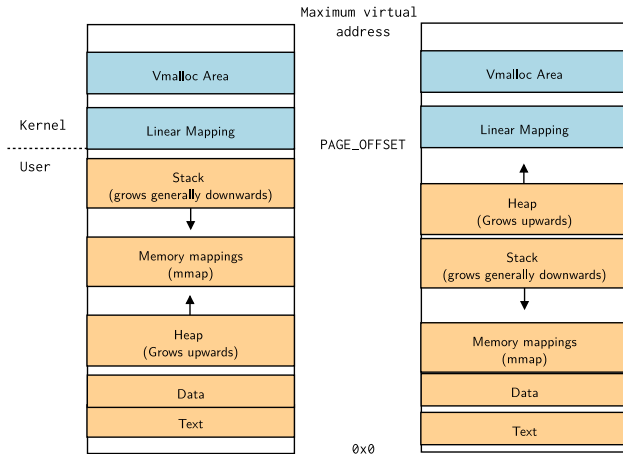 Maximum virtual
address
Vmalloc Area
Linear Mapping
Kernel
User
Stack
(grows generally downwards)
Memory mappings
(mmap)
Heap
(Grows upwards)
Data
Text
PAGE_OFFSET
0x0
Vmalloc Area
Linear Mapping
Heap
(Grows upwards)
Stack
(grows generally downwards)
Memory mappings
(mmap)
Data
Text